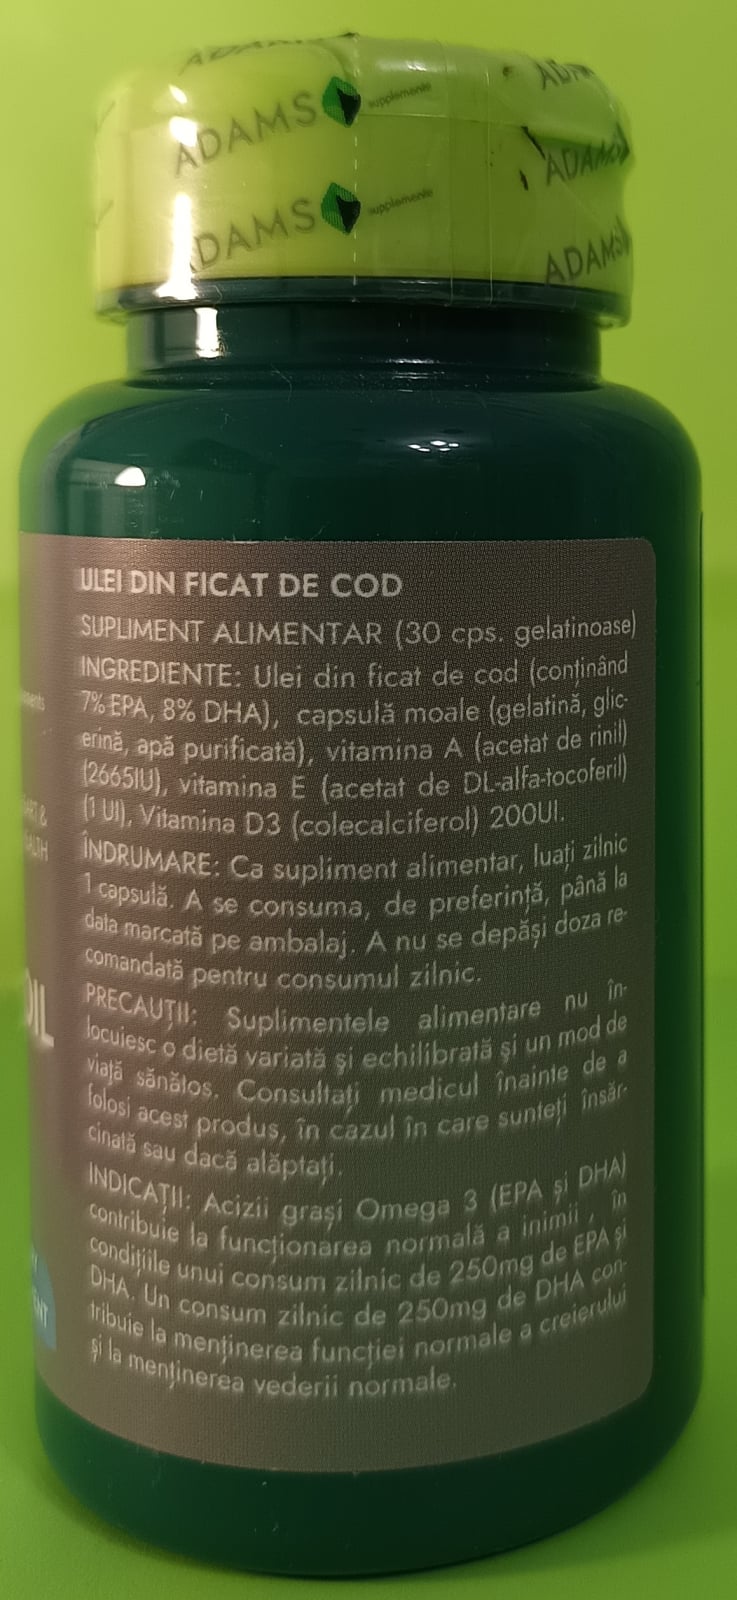 ADAMS supplemente
ADAMS
ADAMS supplemente
ADAMS
ULEI DIN FICAT DE COD
SUPLIMENT ALIMENTAR (30 cps. gelatinoase)
INGREDIENTE: Ulei din ficat de cod (conținând
7% EPA, 8% DHA), capsulă moale (gelatină, glic-
erină, apă purificată), vitamina A (acetat de rinil)
(2665IU), vitamina E (acetat de DL-alfa-tocoferil)
(1 UI), Vitamina D3 (colecalciferol) 200UI.
ÎNDRUMARE: Ca supliment alimentar, luați zilnic
1 capsulă. A se consuma, de preferință, până la
data marcată pe ambalaj. A nu se depăși doza re-
comandată pentru consumul zilnic.
PRECAUȚII: Suplimentele alimentare nu în-
locuiesc o dietă variată și echilibrată și un mod de
viață sănătos. Consultați medicul înainte de a
folosi acest produs, în cazul în care sunteți însăr-
cinată sau dacă alăptați.
INDICAȚII: Acizii grași Omega 3 (EPA și DHA)
contribuie la funcționarea normală a inimii , în
condițiile unui consum zilnic de 250mg de EPA și
DHA. Un consum zilnic de 250mg de DHA con-
tribuie la menținerea funcției normale a creierului
și la menținerea vederii normale.